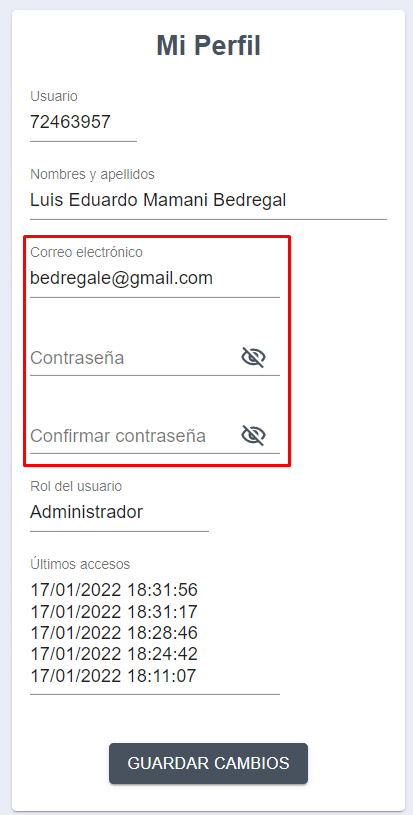 Mi Perfil
Usuario
72463957
Nombres y apellidos
Luis Eduardo Mamani Bedregal
Correo electrónico
bedregale@gmail.com
Contraseña
Confirmar contraseña
Rol del usuario
Administrador
Últimos accesos
17/01/2022 18:31:56
17/01/2022 18:31:17
17/01/2022 18:28:46
17/01/2022 18:24:42
17/01/2022 18:11:07
GUARDAR CAMBIOS